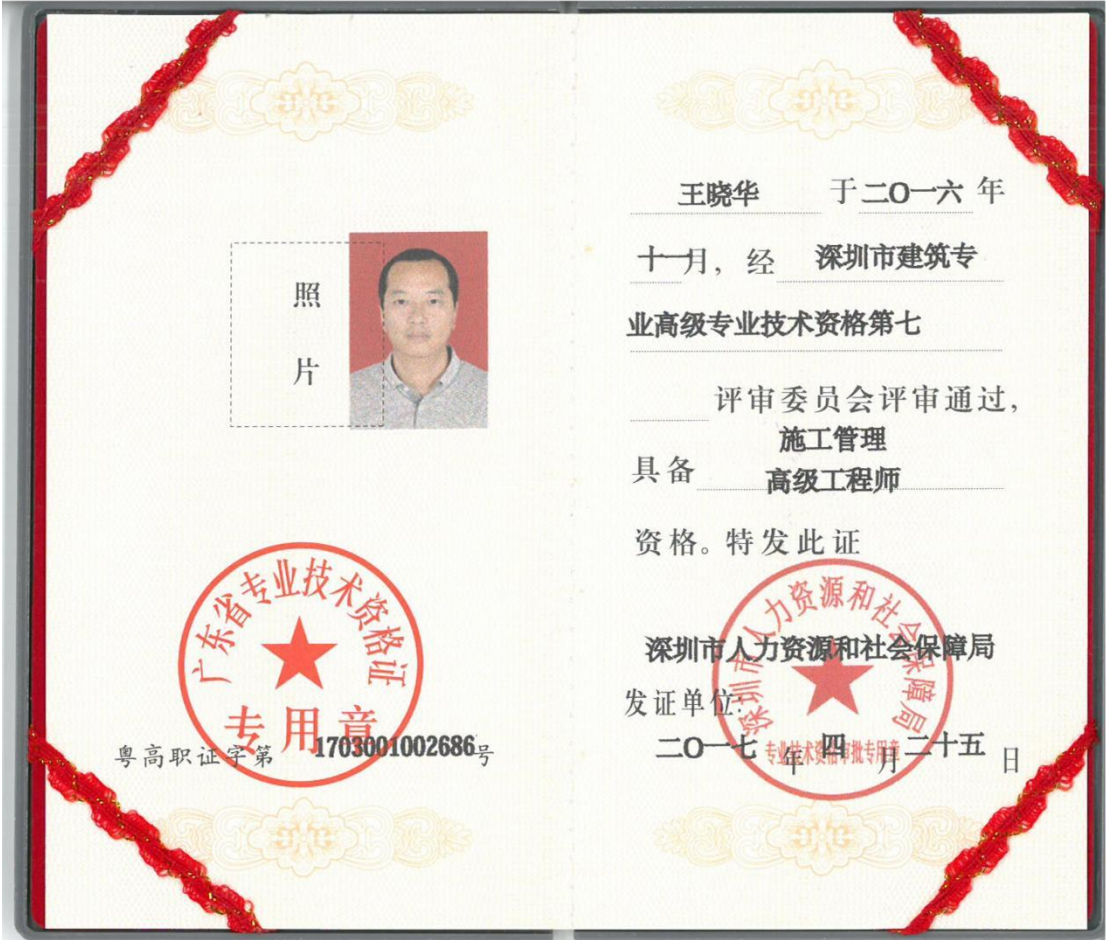 照
片
广东省专业技术资格证
专用章
粤高职证字第 1703001002686 号
王晓华 于二O一六 年
十一月，经 深圳市建筑专
业高级专业技术资格第七
评审委员会评审通过，
施工管理
具备 高级工程师
资格。特发此证
深圳市人力资源和社会保障局
深圳市人力资源和社会保障局
发证单位:
二O一七 年 四 月 二十五 日
专业技术资格审批专用章